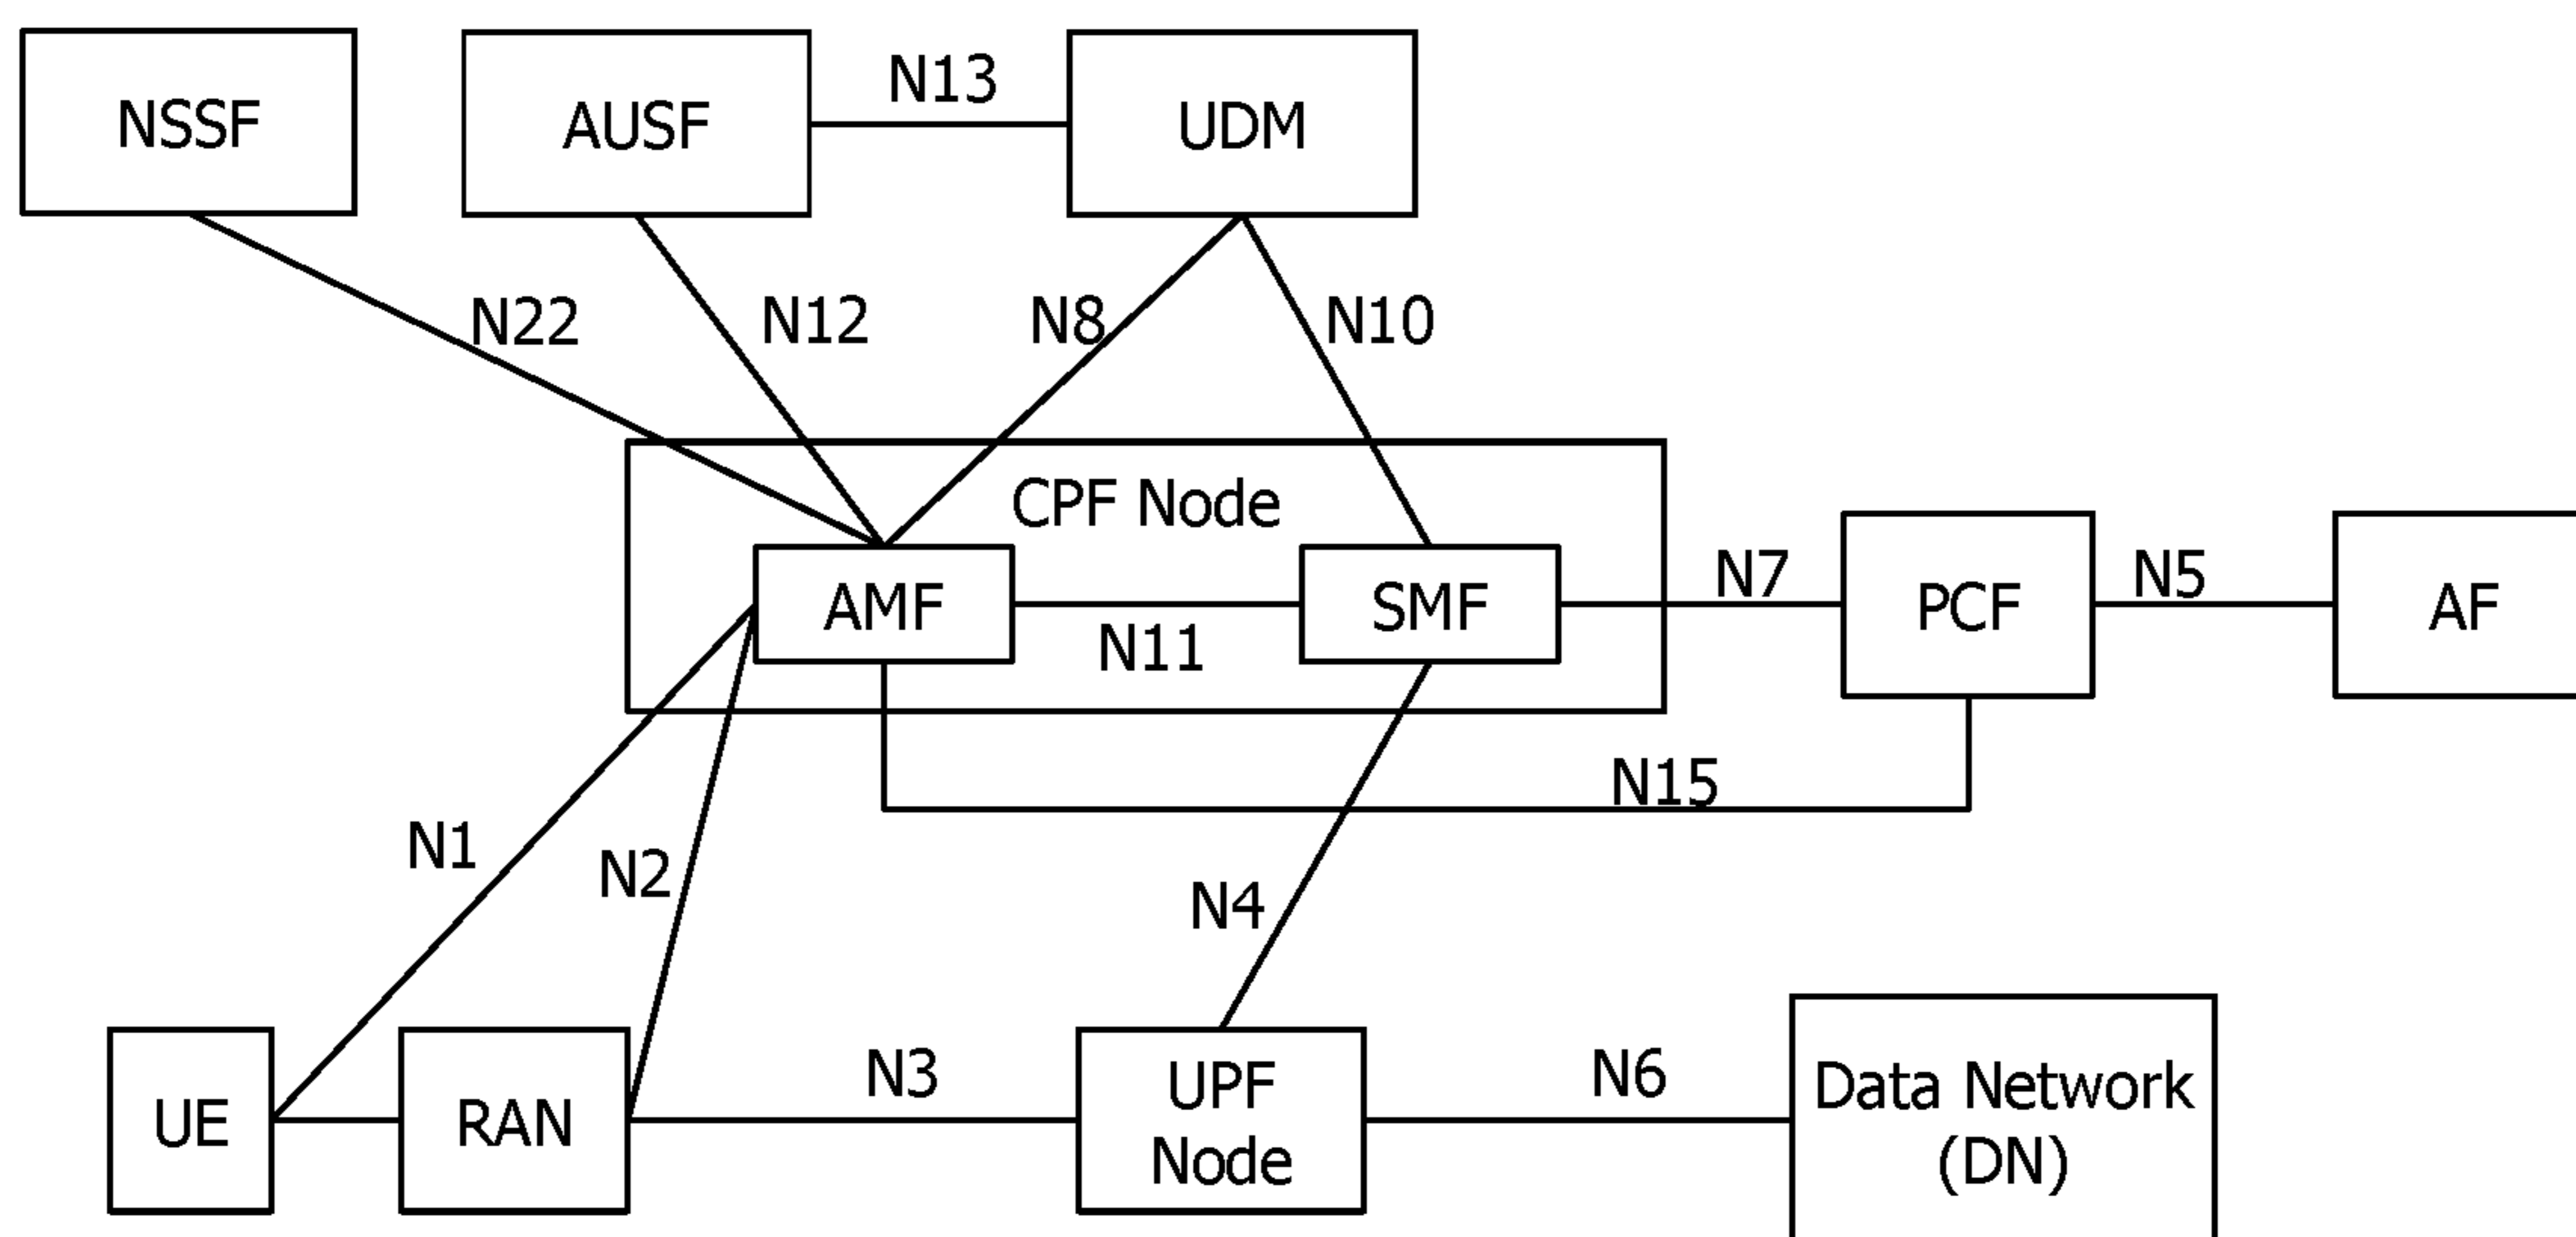 NSSF
AUSF
N13
UDM
N22
N12
N8
N10
CPF Node
AMF
N11
SMF
N7
PCF
N5
AF
N15
N1
N2
N4
UE
RAN
N3
UPF
Node
N6
Data Network
(DN)